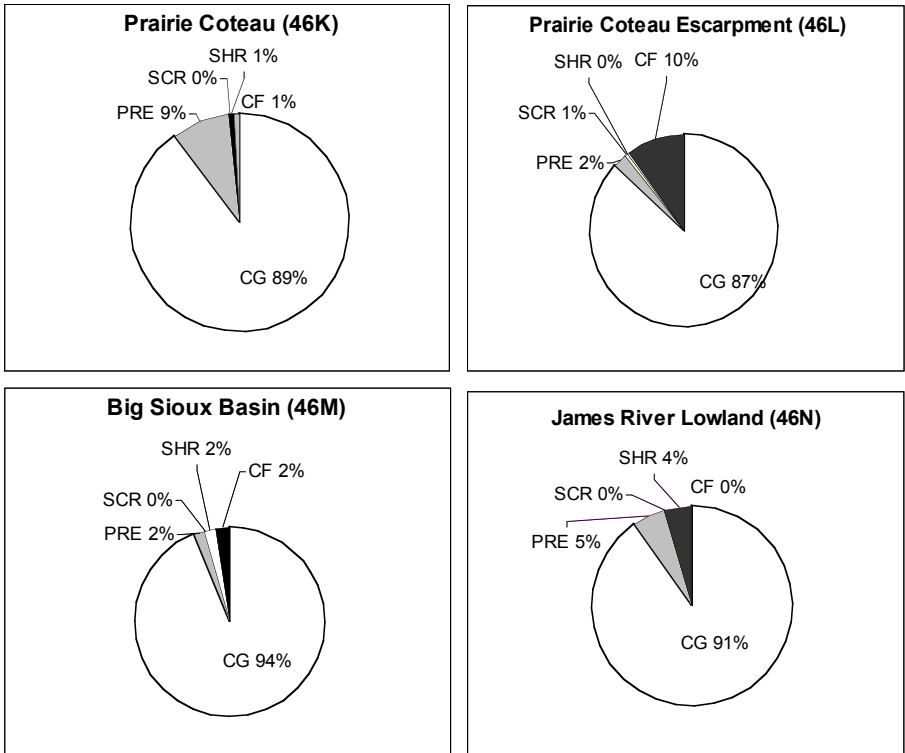 Prairie Coteau (46K)
SHR 1%
SCR 0%
CF 1%
PRE 9%
CG 89%
Prairie Coteau Escarpment (46L)
SHR 0% CF 10%
SCR 1%
PRE 2%
CG 87%
Big Sioux Basin (46M)
SHR 2%
CF 2%
SCR 0%
PRE 2%
CG 94%
James River Lowland (46N)
SHR 4%
CF 0%
SCR 0%
PRE 5%
CG 91%